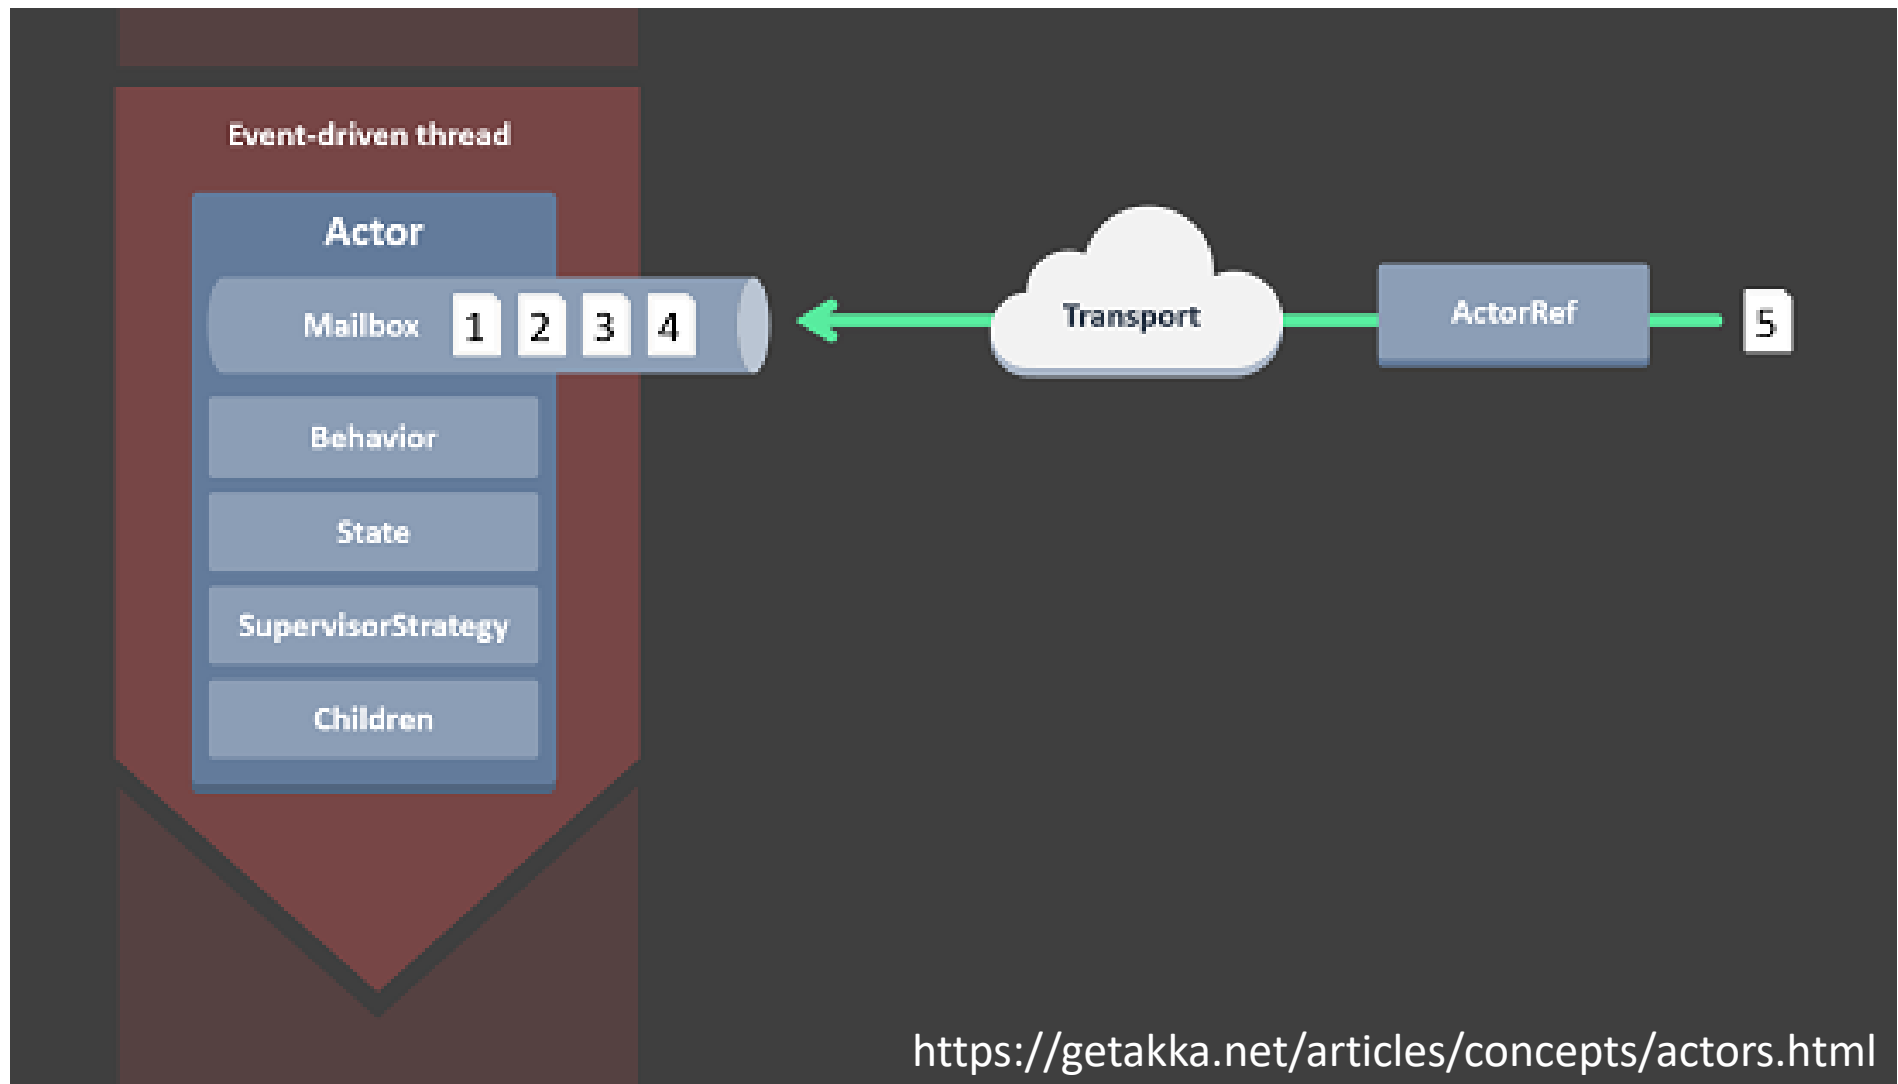 Event-driven thread
Actor
Mailbox 1 2 3 4
Transport
ActorRef
5
Behavior
State
SupervisorStrategy
Children
https://getakka.net/articles/concepts/actors.html